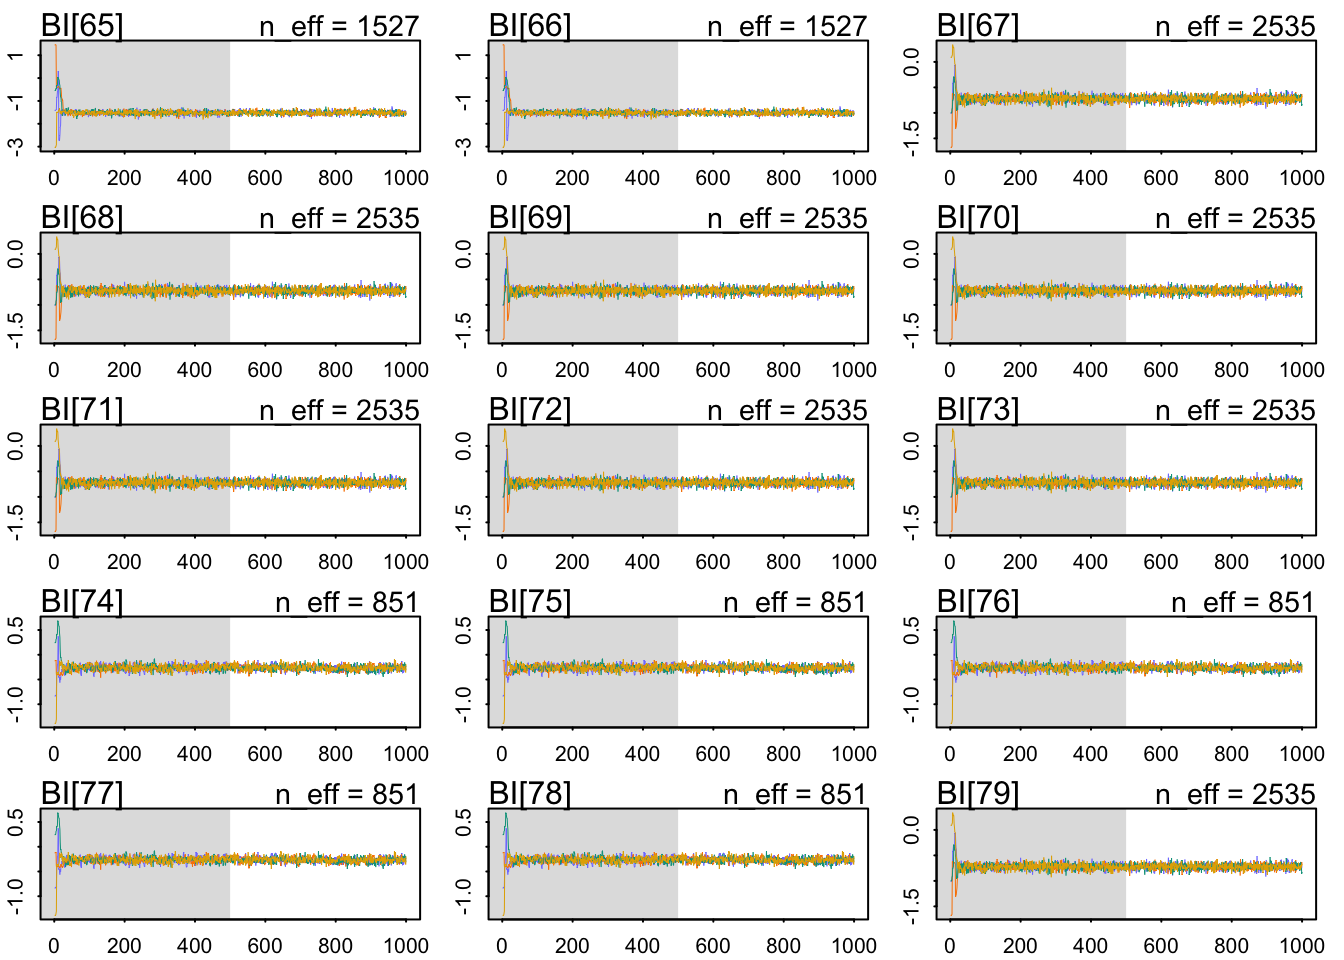 BI[65] n_eff = 1527 BI[66] n_eff = 1527 BI[67] n_eff = 2535
1 -1 -3 1 -1 -3 0.0 -1.5
0 200 400 600 800 1000 0 200 400 600 800 1000 0 200 400 600 800 1000
BI[68] n_eff = 2535 BI[69] n_eff = 2535 BI[70] n_eff = 2535
0.0 -1.5 0.0 -1.5 0.0 -1.5
0 200 400 600 800 1000 0 200 400 600 800 1000 0 200 400 600 800 1000
BI[71] n_eff = 2535 BI[72] n_eff = 2535 BI[73] n_eff = 2535
0.0 -1.5 0.0 -1.5 0.0 -1.5
0 200 400 600 800 1000 0 200 400 600 800 1000 0 200 400 600 800 1000
BI[74] n_eff = 851 BI[75] n_eff = 851 BI[76] n_eff = 851
0.5 -1.0 0.5 -1.0 0.5 -1.0
0 200 400 600 800 1000 0 200 400 600 800 1000 0 200 400 600 800 1000
BI[77] n_eff = 851 BI[78] n_eff = 851 BI[79] n_eff = 2535
0.5 -1.0 0.5 -1.0 0.0 -1.5
0 200 400 600 800 1000 0 200 400 600 800 1000 0 200 400 600 800 1000